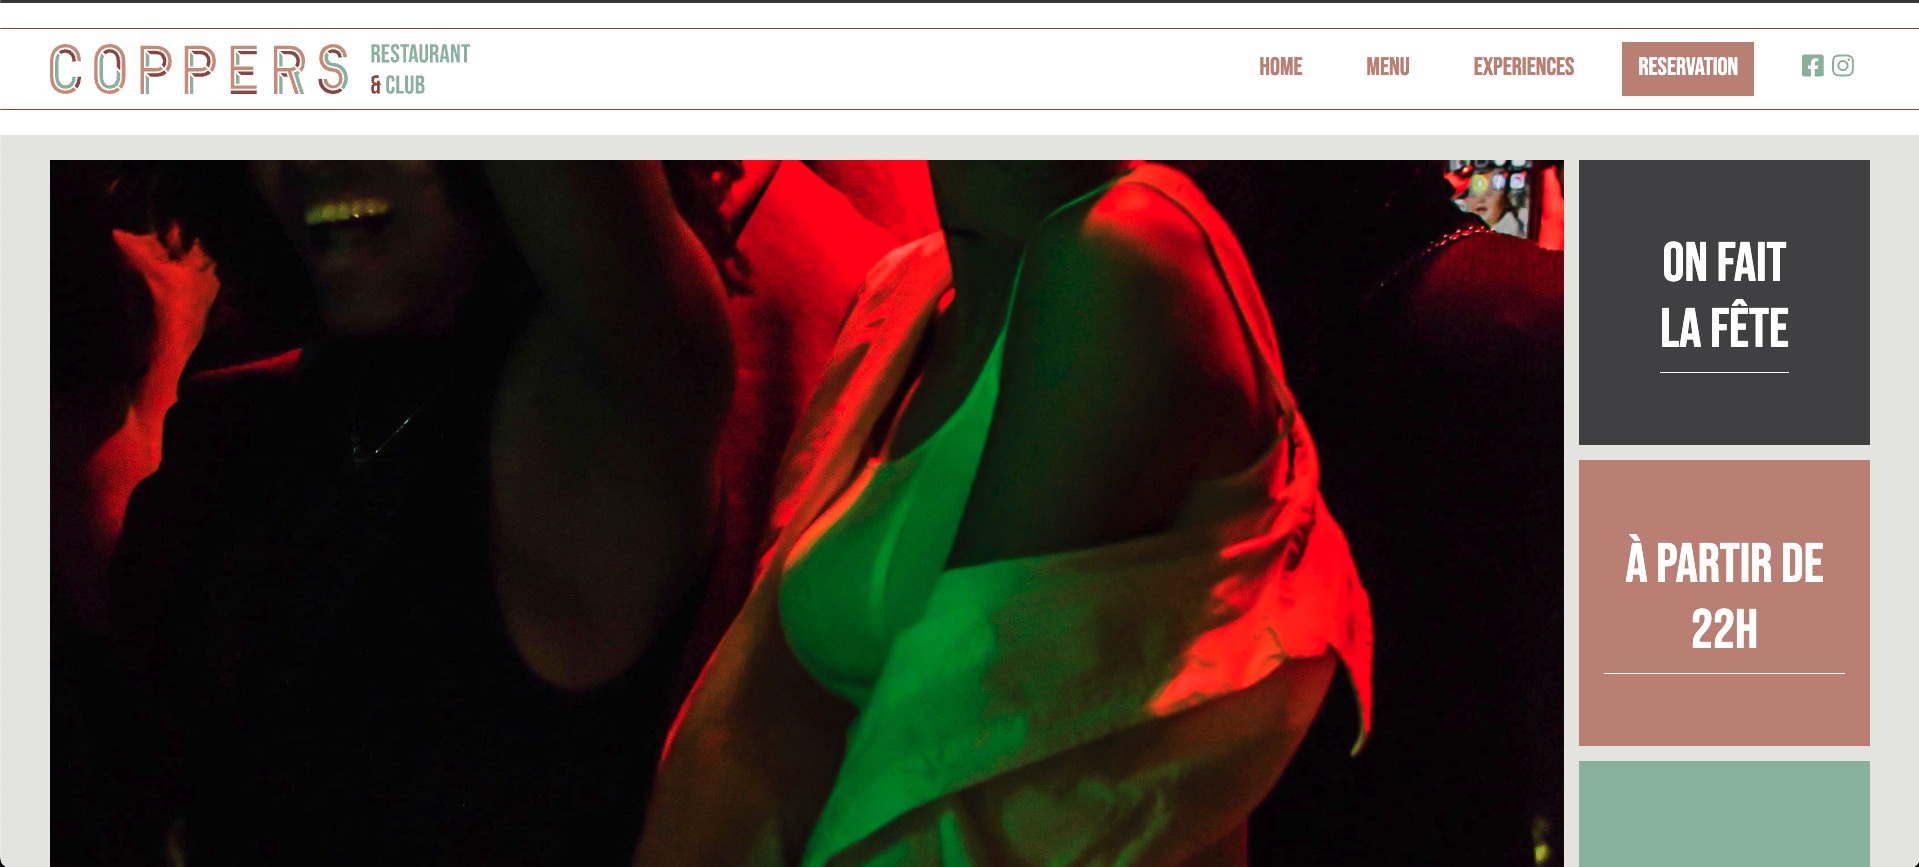 COPPERS
RESTAURANT
& CLUB
HOME
MENU
EXPERIENCES
RESERVATION
ON FAIT
LA FÊTE
À PARTIR DE
22H